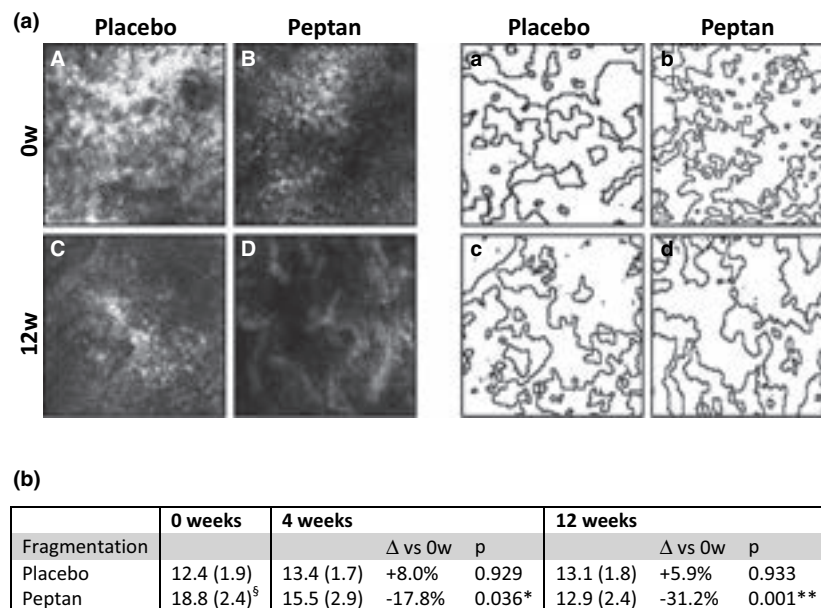 (a)
Placebo Peptan Placebo Peptan
A B a b
0w
C D c d
12w
(b)
0 weeks 4 weeks 12 weeks
Fragmentation Δ vs 0w p Δ vs 0w p
Placebo 12.4 (1.9) 13.4 (1.7) +8.0% 0.929 13.1 (1.8) +5.9% 0.933
Peptan 18.8 (2.4)§ 15.5 (2.9) -17.8% 0.036* 12.9 (2.4) -31.2% 0.001**